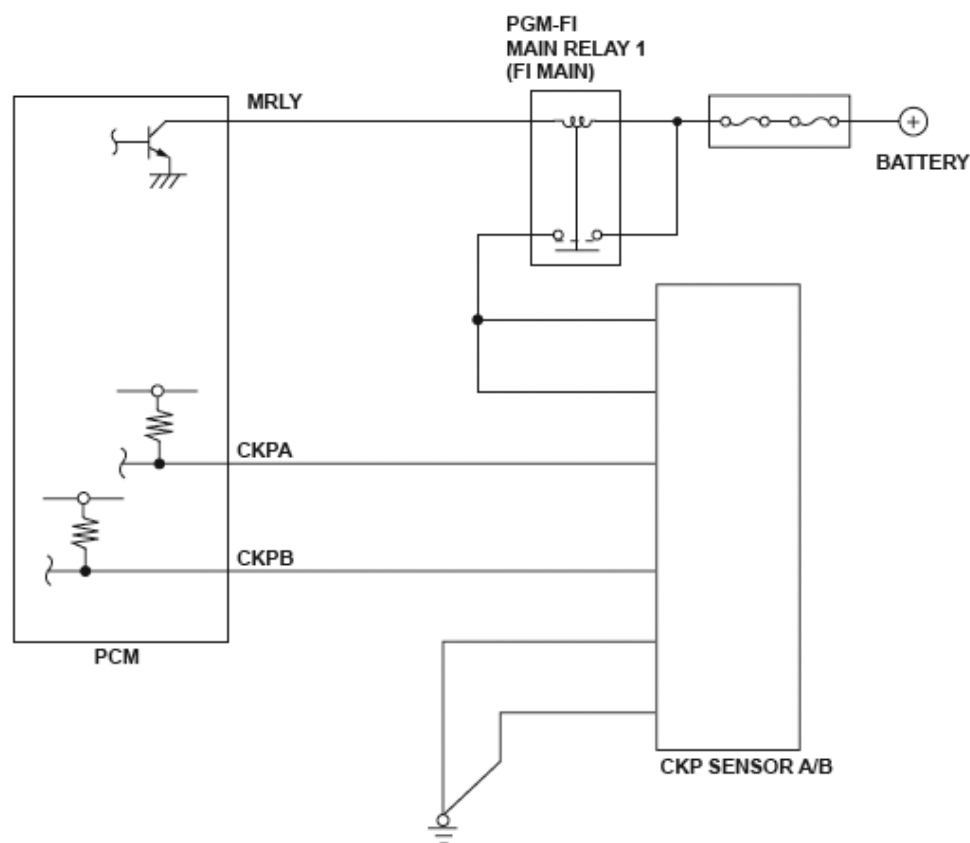 PGM-FI
MAIN RELAY 1
(FI MAIN)
MRLY
BATTERY
CKPA
CKPB
PCM
CKP SENSOR A/B